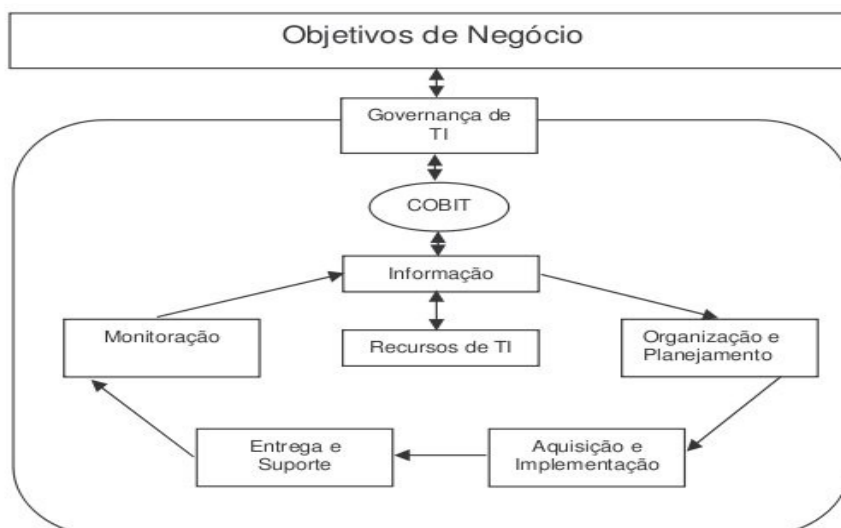 Objetivos de Negócio
Governança de
TI
COBIT
Informação
Monitoração
Recursos de TI
Organização e
Planejamento
Entrega e
Suporte
Aquisição e
Implementação